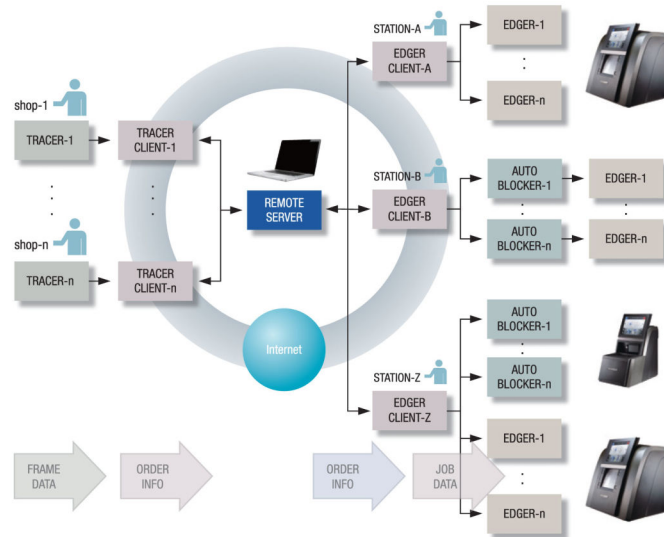 STATION-A
EDGER
CLIENT-A
EDGER-1
EDGER-n
shop-1
TRACER-1
TRACER
CLIENT-1
shop-n
TRACER-n
TRACER
CLIENT-n
REMOTE
SERVER
STATION-B
EDGER
CLIENT-B
AUTO
BLOCKER-1
EDGER-1
AUTO
BLOCKER-n
EDGER-n
Internet
STATION-Z
EDGER
CLIENT-Z
AUTO
BLOCKER-1
AUTO
BLOCKER-n
EDGER-1
EDGER-n
FRAME
DATA
ORDER
INFO
ORDER
INFO
JOB
DATA